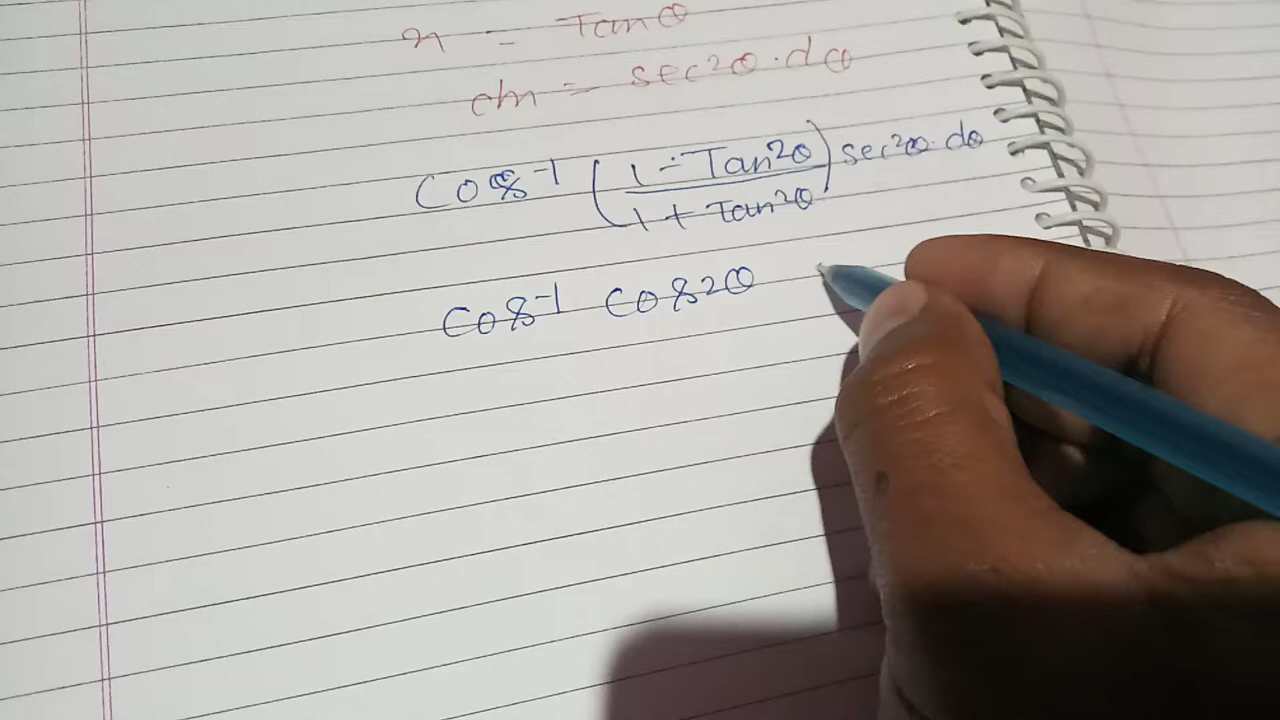 x = Tanθ
dx = sec²θ.dθ
Cos⁻¹ (1 - Tan²θ / 1 + Tan²θ) sec²θ.dθ
Cos⁻¹ Cos2θ